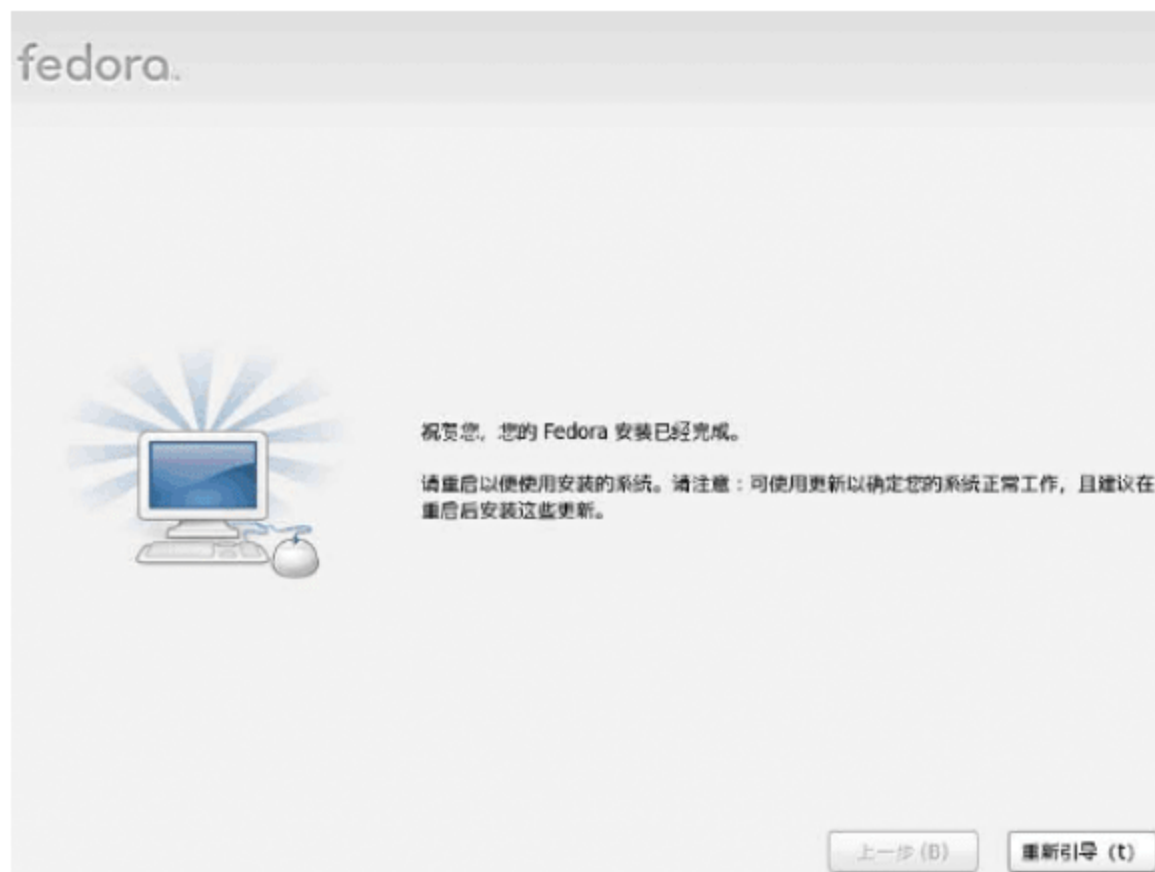 fedora.
祝贺您，您的 Fedora 安装已经完成。
请重启以便使用安装的系统。请注意：可使用更新以确定您的系统正常工作，且建议在
重启后安装这些更新。
上一步 (B)
重新引导 (t)